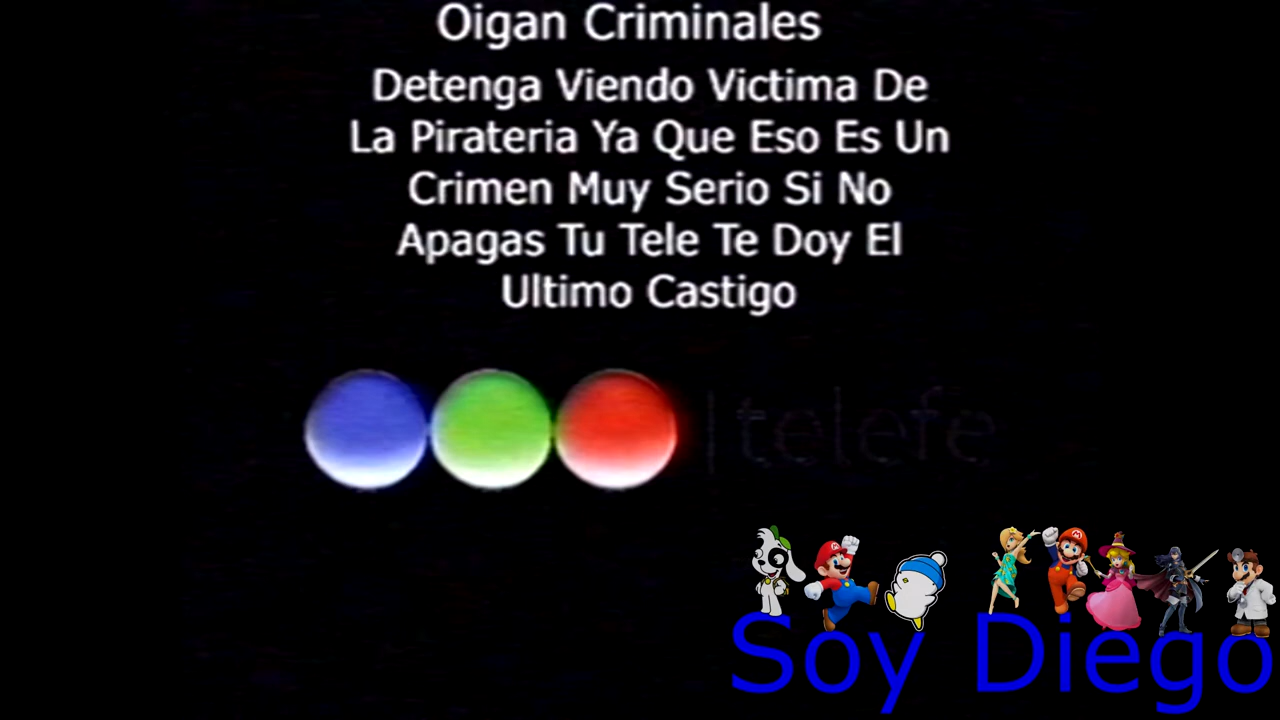 Oigan Criminales
Detenga Viendo Victima De
La Pirateria Ya Que Eso Es Un
Crimen Muy Serio Si No
Apagas Tu Tele Te Doy El
Ultimo Castigo
telefe
Soy Diego